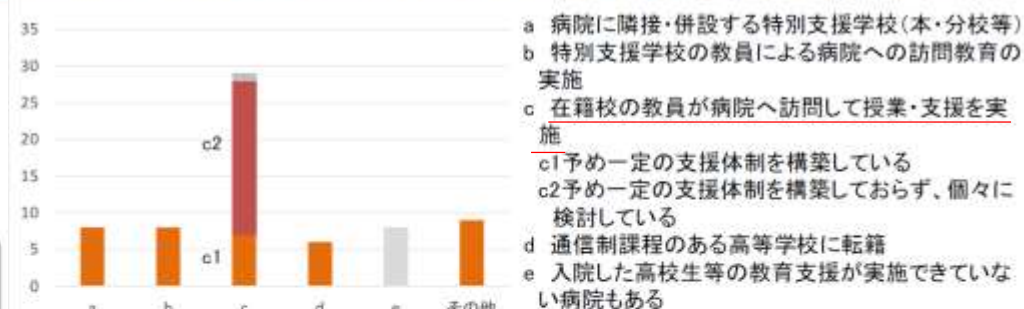 35
30
25
20
15
10
5
0
c2
c1
その他
a 病院に隣接・併設する特別支援学校(本・分校等)
b 特別支援学校の教員による病院への訪問教育の
実施
c 在籍校の教員が病院へ訪問して授業・支援を実
施
c1予め一定の支援体制を構築している
c2予め一定の支援体制を構築しておらず、個々に
検討している
d 通信制課程のある高等学校に転籍
e 入院した高校生等の教育支援が実施できていな
い病院もある